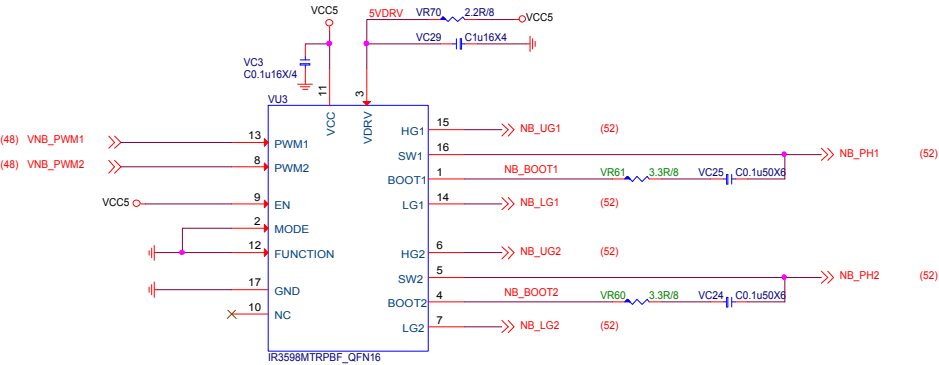 VCC5
5VDRV VR70 2.2R/8 VCC5
VC29 C1u16X4
VC3
C0.1u16X/4
11
3
VU3
VCC
VDRV
(48) VNB_PWM1 13 PWM1
(48) VNB_PWM2 8 PWM2
VCC5 9 EN
2 MODE
12 FUNCTION
17 GND
10 NC
HG1 15 NB_UG1 (52)
SW1 16 NB_PH1 (52)
BOOT1 1 NB_BOOT1 VR61 3.3R/8 VC25 C0.1u50X6
LG1 14 NB_LG1 (52)
HG2 6 NB_UG2 (52)
SW2 5 NB_PH2 (52)
BOOT2 4 NB_BOOT2 VR60 3.3R/8 VC24 C0.1u50X6
LG2 7 NB_LG2 (52)
IR3598MTRPBF_QFN16